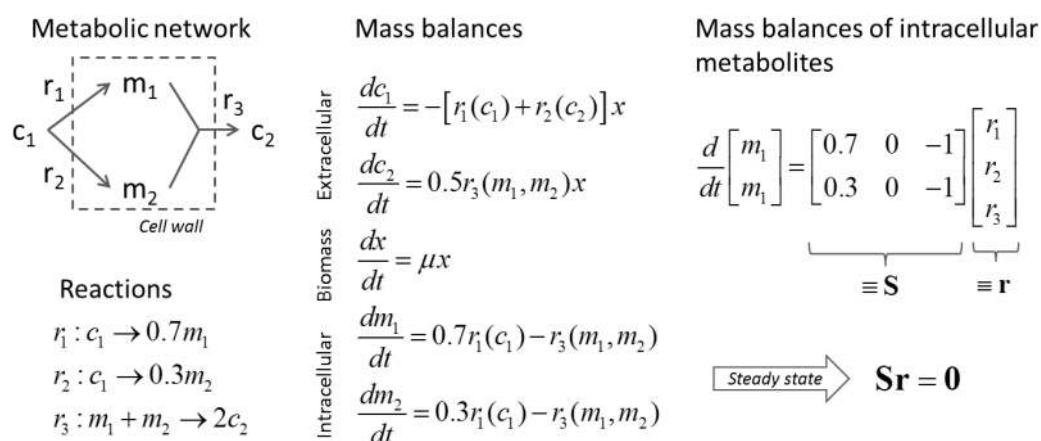 Metabolic network
r₁ m₁
c₁ r₃ c₂
r₂ m₂
Cell wall
Reactions
r₁ : c₁ → 0.7m₁
r₂ : c₁ → 0.3m₂
r₃ : m₁ + m₂ → 2c₂
Mass balances
Extracellular
dc₁/dt = −[r₁(c₁) + r₂(c₂)]x
dc₂/dt = 0.5r₃(m₁, m₂)x
Biomass
dx/dt = μx
Intracellular
dm₁/dt = 0.7r₁(c₁) − r₃(m₁, m₂)
dm₂/dt = 0.3r₁(c₁) − r₃(m₁, m₂)
Mass balances of intracellular
metabolites
d/dt [m₁ m₁] = [0.7 0 −1; 0.3 0 −1] [r₁ r₂ r₃]
≡ S ≡ r
Steady state Sr = 0